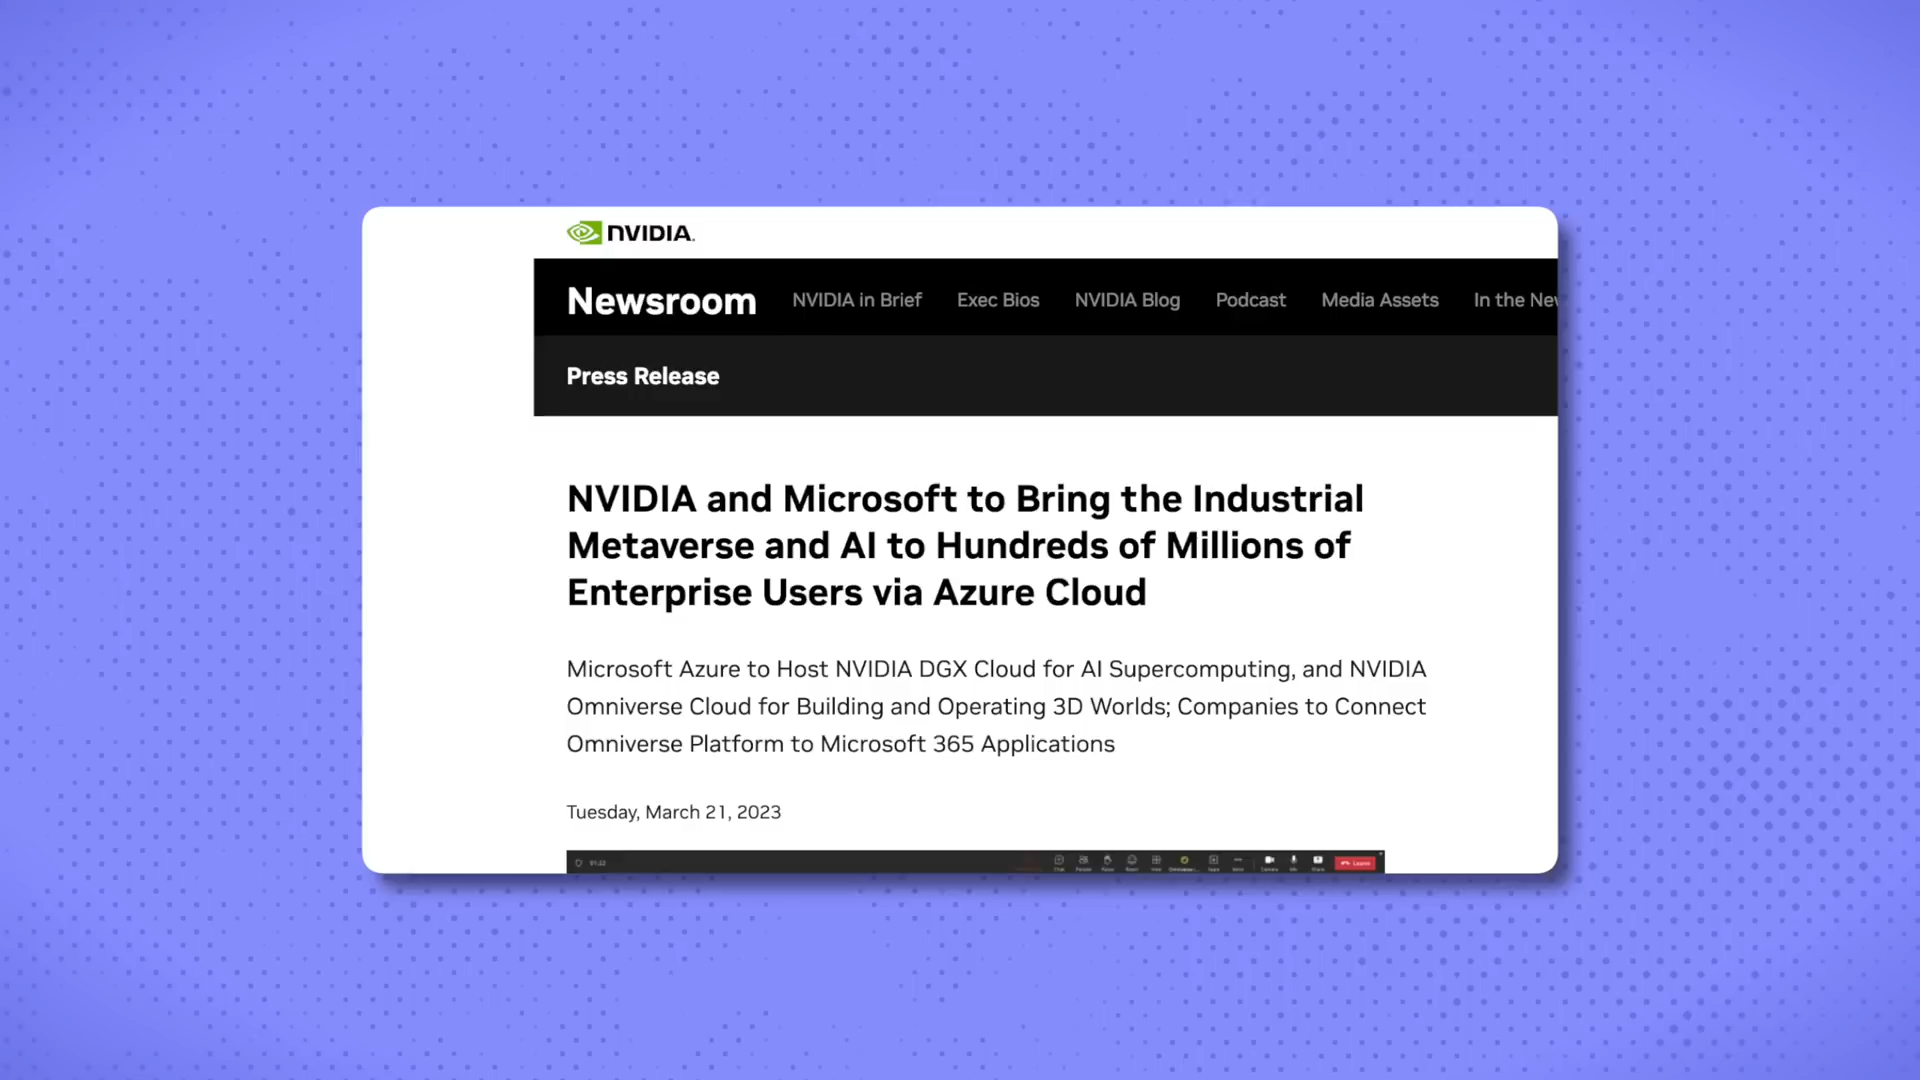 NVIDIA.
Newsroom NVIDIA in Brief Exec Bios NVIDIA Blog Podcast Media Assets In the
Press Release
NVIDIA and Microsoft to Bring the Industrial
Metaverse and AI to Hundreds of Millions of
Enterprise Users via Azure Cloud
Microsoft Azure to Host NVIDIA DGX Cloud for AI Supercomputing, and NVIDIA
Omniverse Cloud for Building and Operating 3D Worlds; Companies to Connect
Omniverse Platform to Microsoft 365 Applications
Tuesday, March 21, 2023
Leave